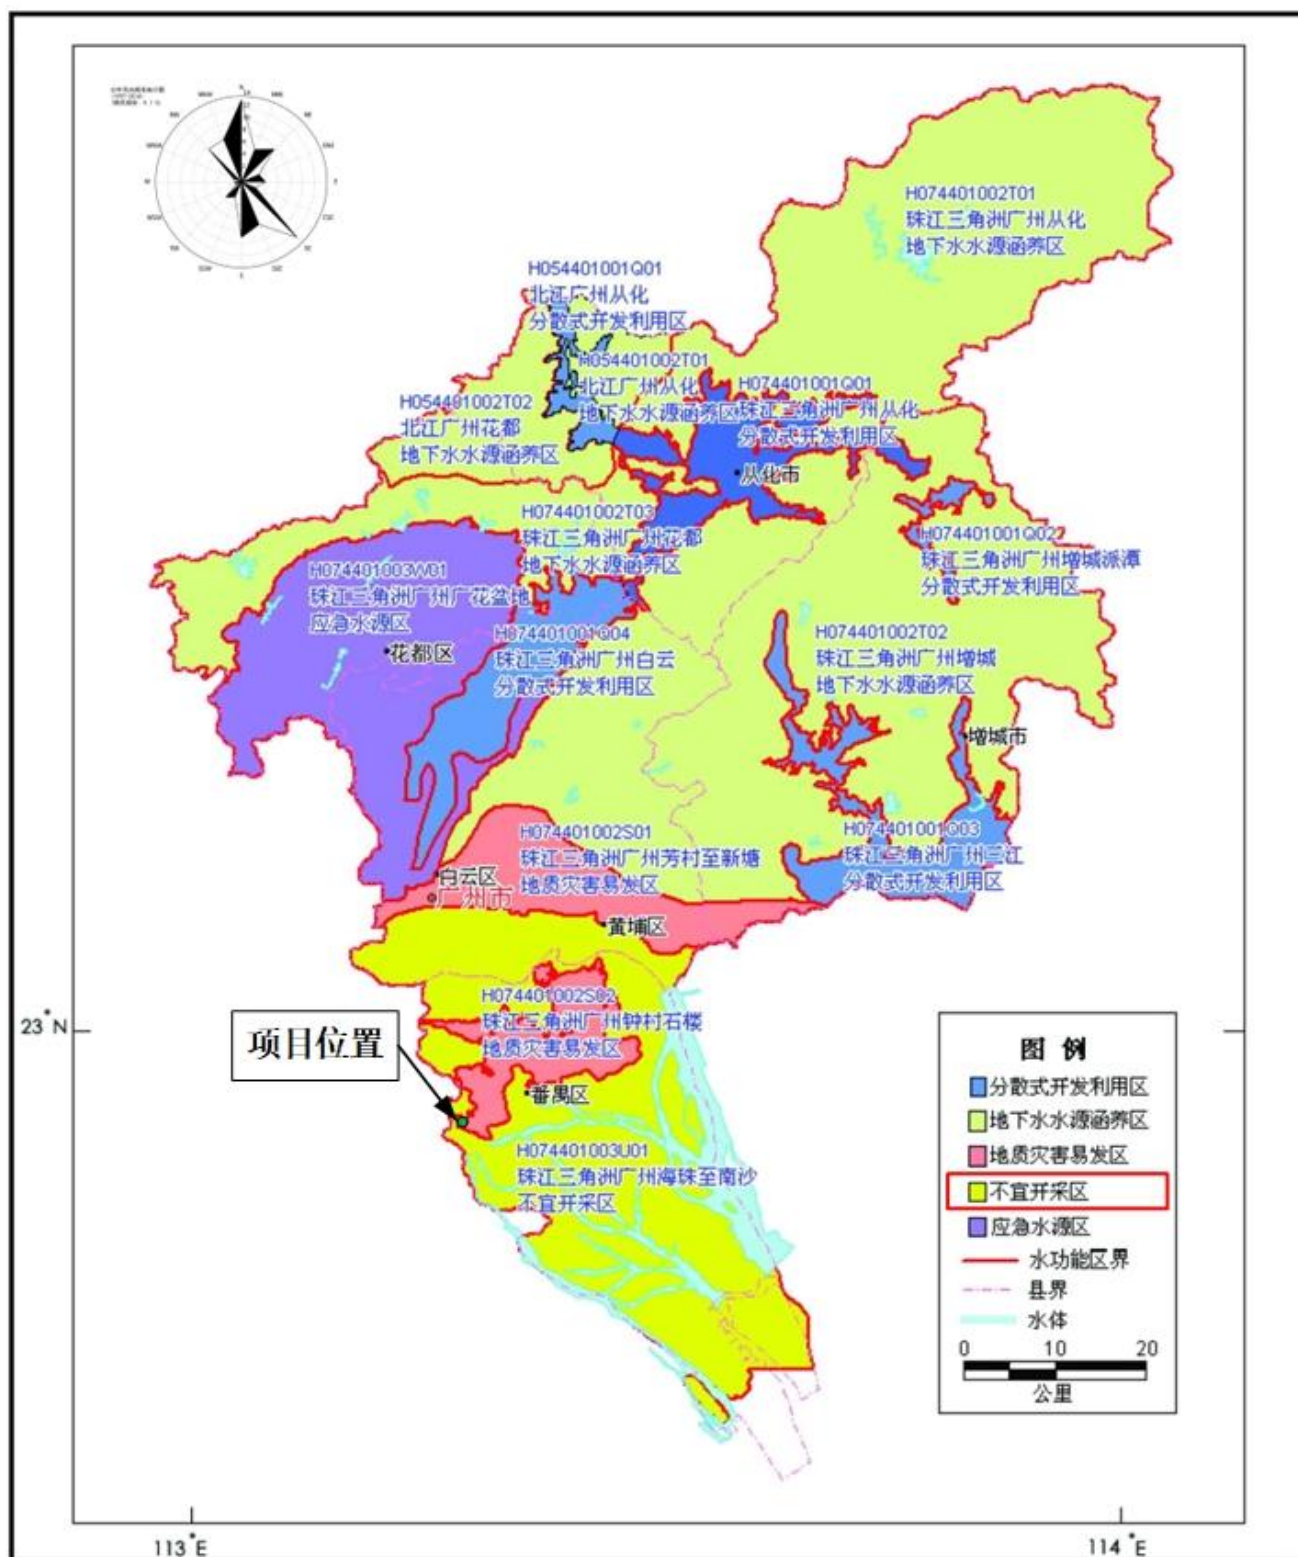 N
S
H074401002T01
珠江三角洲广州从化
地下水水源涵养区
H054401001Q01
北江广州从化
分散式开发利用区
H054401002T01
北江广州从化
地下水水源涵养区
H074401001Q01
珠江三角洲广州从化
分散式开发利用区
H054401002T02
北江广州花都
地下水水源涵养区
从化市
H074401002T03
珠江三角洲广州花都
地下水水源涵养区
H074401001Q02
珠江三角洲广州增城派潭
分散式开发利用区
H074401003W01
珠江三角洲广州广花盆地
应急水源区
花都区
H074401001Q04
珠江三角洲广州白云
分散式开发利用区
H074401002T02
珠江三角洲广州增城
地下水水源涵养区
增城市
H074401002S01
珠江三角洲广州芳村至新塘
地质灾害易发区
H074401001Q03
珠江三角洲广州三江
分散式开发利用区
白云区
广州市
黄埔区
H074401002S02
珠江三角洲广州钟村石楼
地质灾害易发区
23°N
项目位置
番禺区
H074401003U01
珠江三角洲广州海珠至南沙
不宜开采区
图 例
分散式开发利用区
地下水水源涵养区
地质灾害易发区
不宜开采区
应急水源区
水功能区界
县界
水体
0 10 20
公里
113°E
114°E